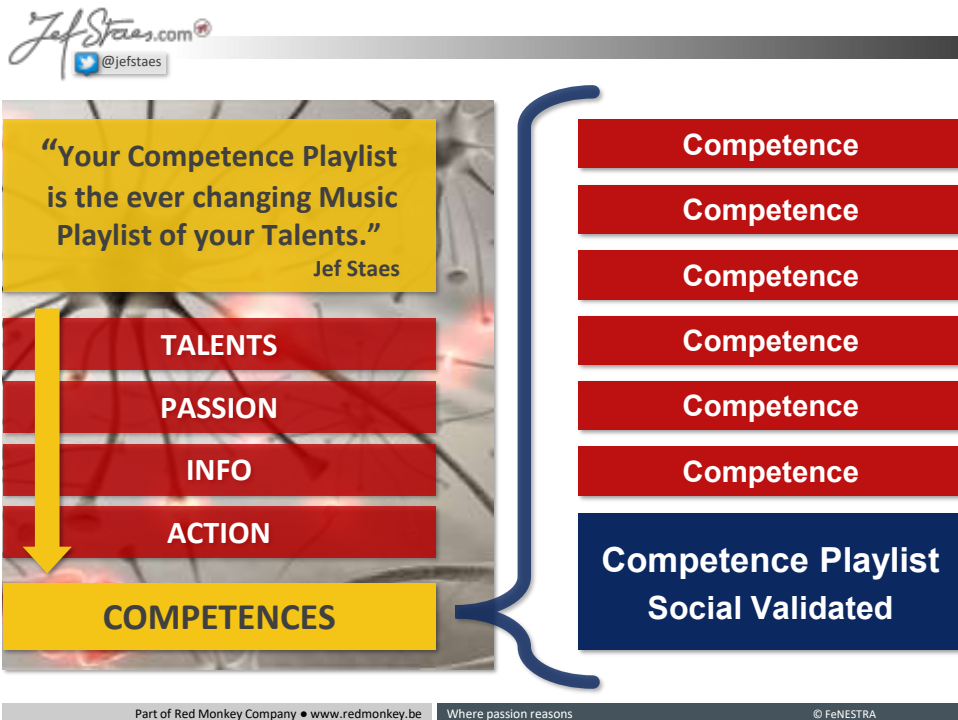 Jef Staes.com
@jefstaes
“Your Competence Playlist
is the ever changing Music
Playlist of your Talents.”
Jef Staes
TALENTS
PASSION
INFO
ACTION
COMPETENCES
Competence
Competence
Competence
Competence
Competence
Competence
Competence Playlist
Social Validated
Part of Red Monkey Company ● www.redmonkey.be
Where passion reasons
© FeNESTRA